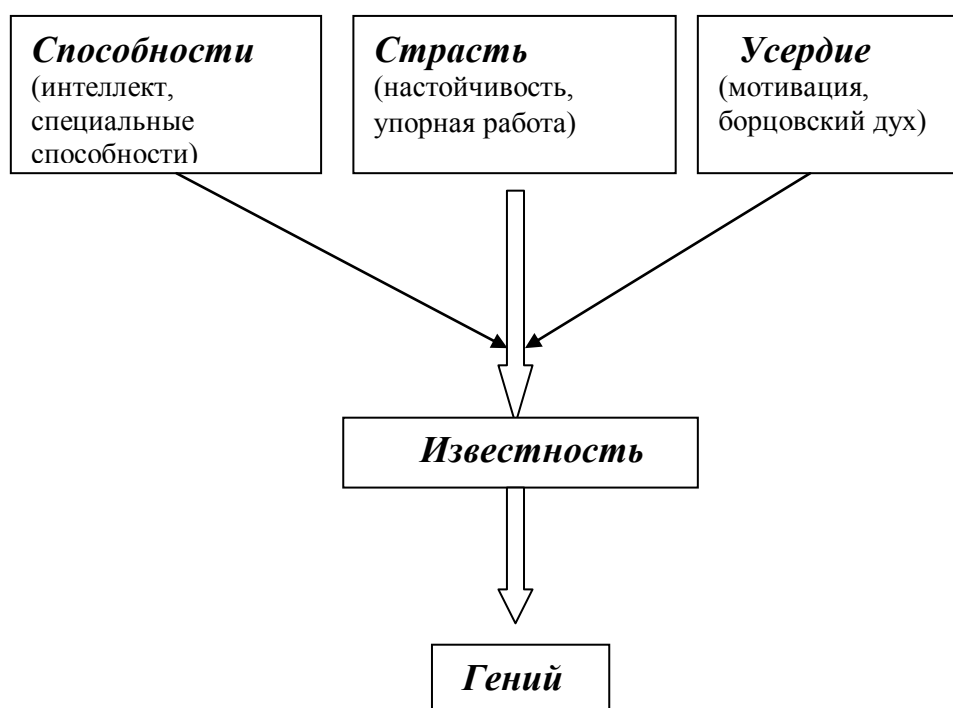 Способности
(интеллект,
специальные
способности)
Страсть
(настойчивость,
упорная работа)
Усердие
(мотивация,
борцовский дух)
Известность
Гений